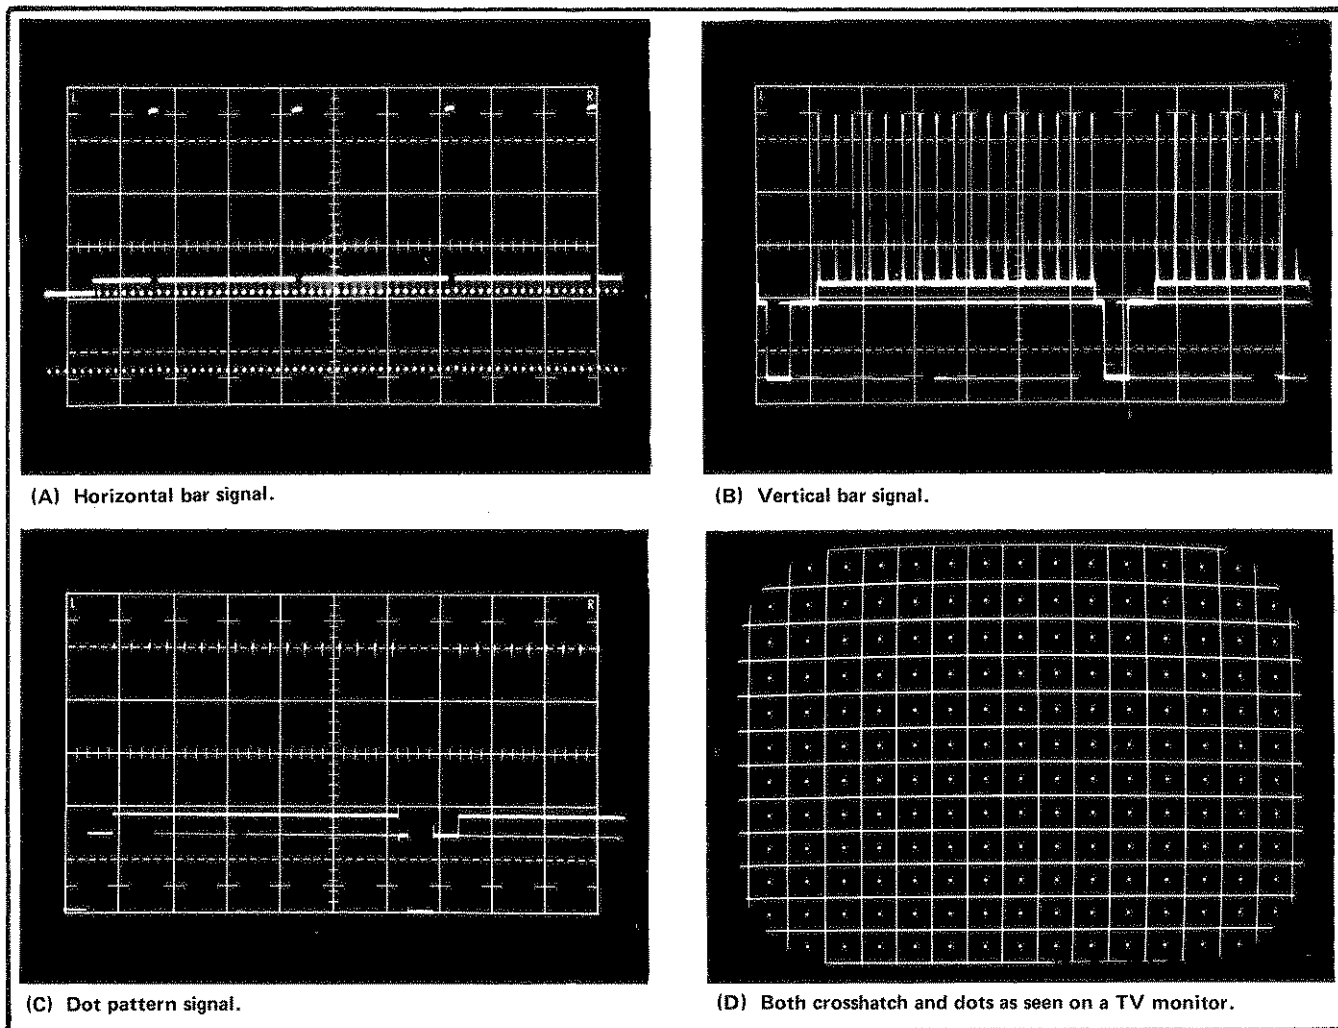 L R
L R
(A) Horizontal bar signal.
(B) Vertical bar signal.
L R
(C) Dot pattern signal.
(D) Both crosshatch and dots as seen on a TV monitor.